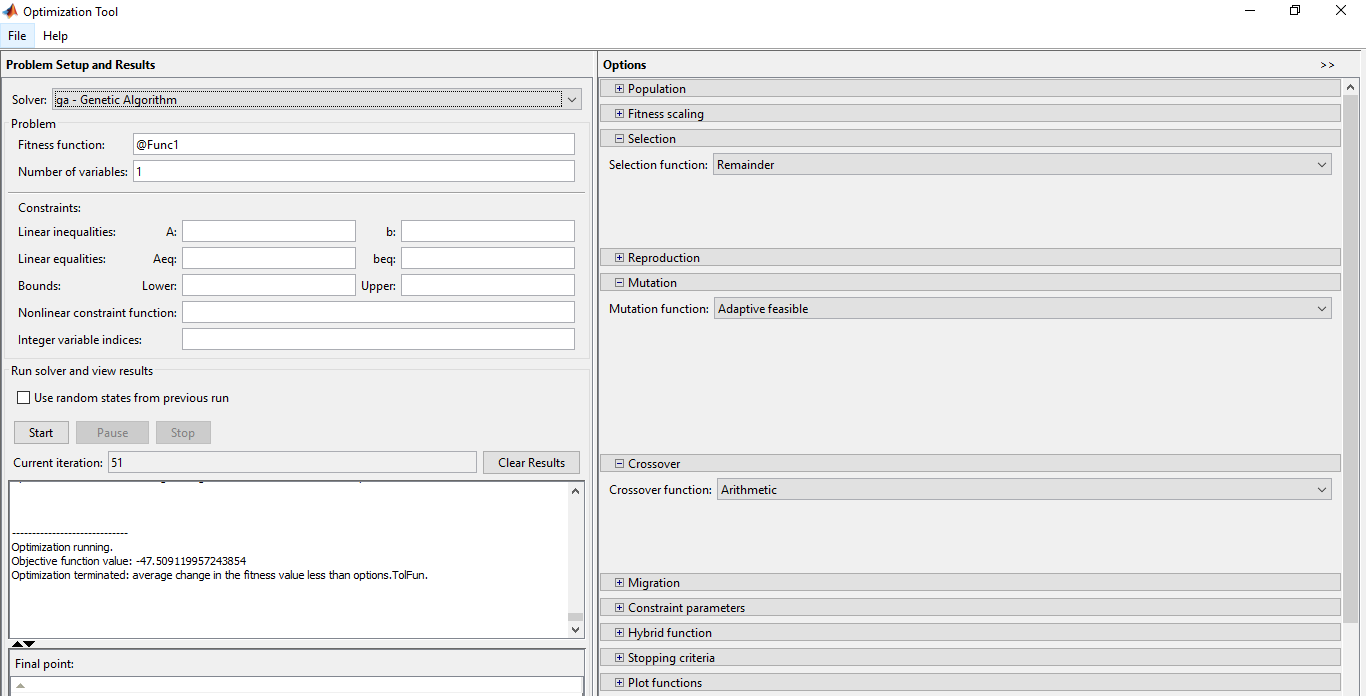 Optimization Tool
File Help
Problem Setup and Results
Solver: ga - Genetic Algorithm
Problem
Fitness function: @Func1
Number of variables: 1
Constraints:
Linear inequalities: A: b:
Linear equalities: Aeq: beq:
Bounds: Lower: Upper:
Nonlinear constraint function:
Integer variable indices:
Run solver and view results
Use random states from previous run
Start Pause Stop
Current iteration: 51 Clear Results
------------------------------
Optimization running.
Objective function value: -47.509119957243854
Optimization terminated: average change in the fitness value less than options.TolFun.
Final point:
Options >>
Population
Fitness scaling
Selection
Selection function: Remainder
Reproduction
Mutation
Mutation function: Adaptive feasible
Crossover
Crossover function: Arithmetic
Migration
Constraint parameters
Hybrid function
Stopping criteria
Plot functions